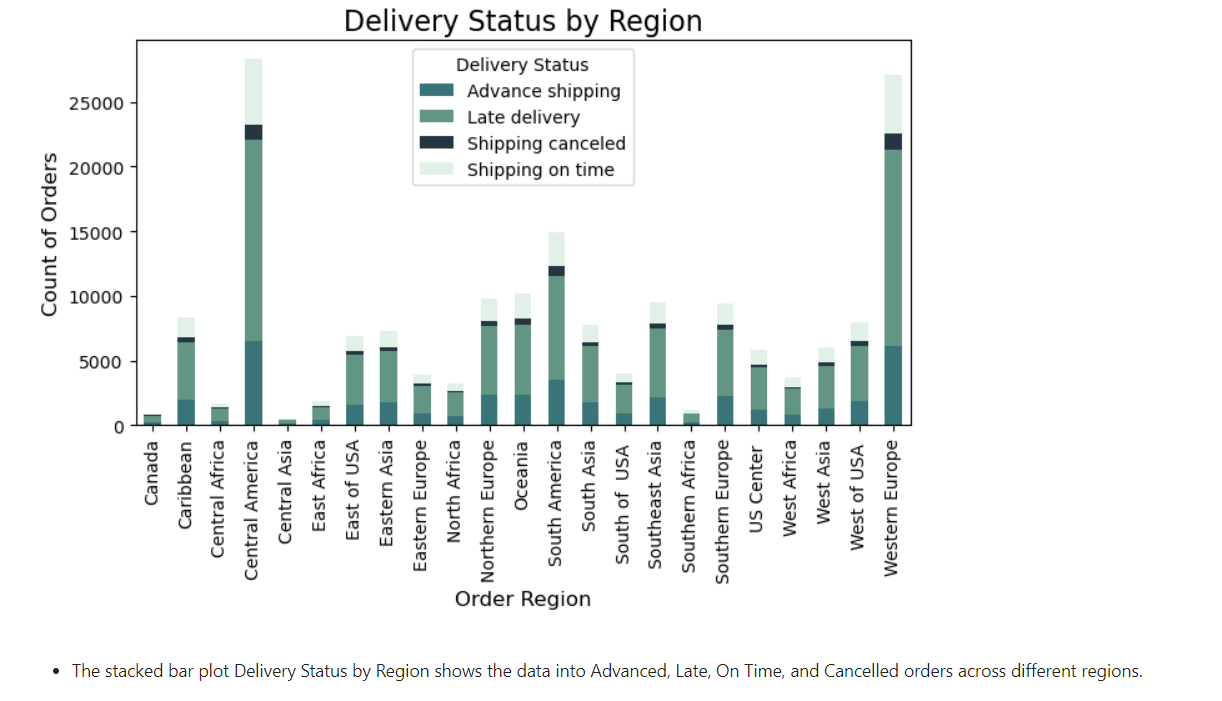 Delivery Status by Region
Delivery Status
Advance shipping
Late delivery
Shipping canceled
Shipping on time
Count of Orders
25000
20000
15000
10000
5000
0
Canada
Caribbean
Central Africa
Central America
Central Asia
East Africa
East of USA
Eastern Asia
Eastern Europe
North Africa
Northern Europe
Oceania
South America
South Asia
South of  USA
Southeast Asia
Southern Africa
Southern Europe
US Center
West Africa
West Asia
West of USA
Western Europe
Order Region
• The stacked bar plot Delivery Status by Region shows the data into Advanced, Late, On Time, and Cancelled orders across different regions.